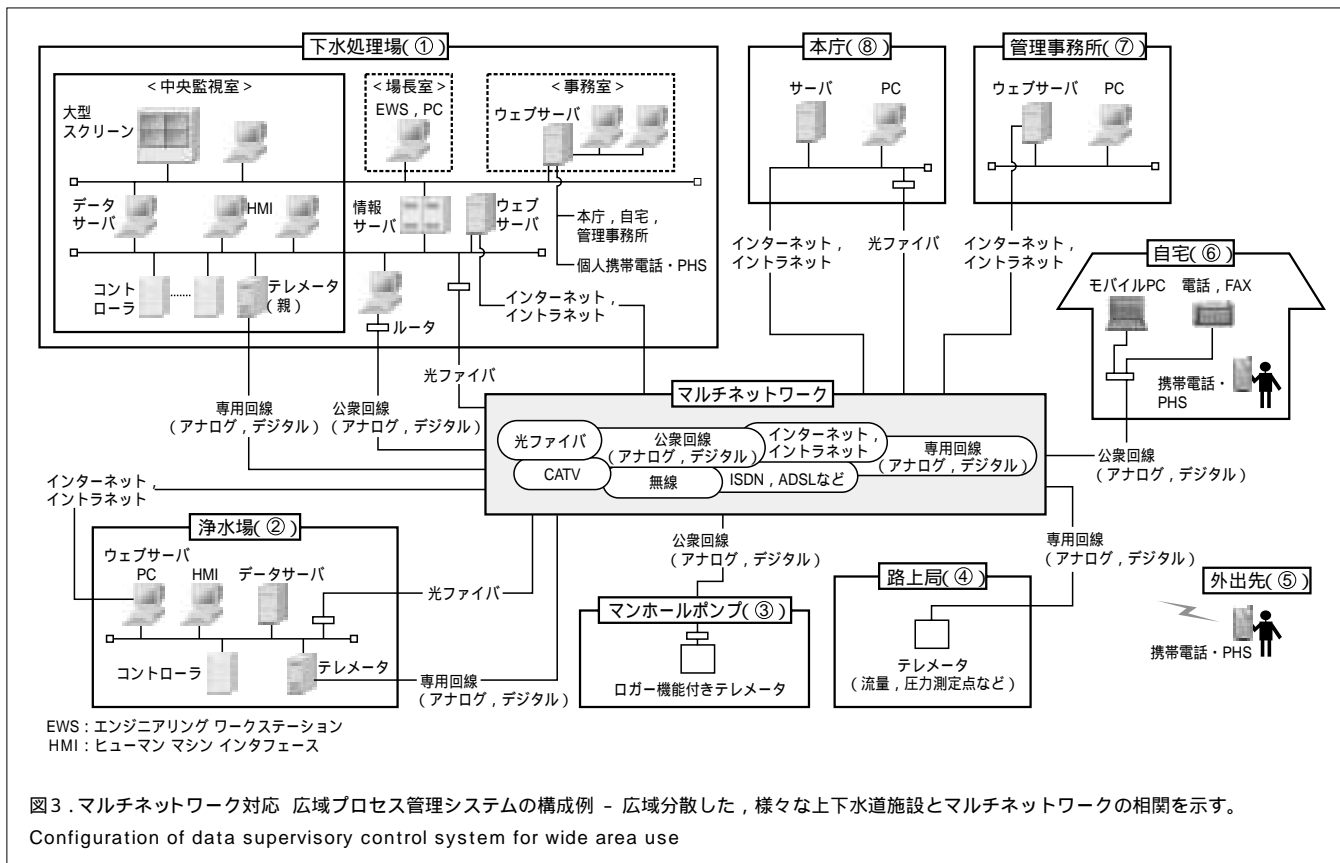 下水処理場(①)
<中央監視室>
大型
スクリーン
<場長室>
EWS,PC
<事務室>
ウェブサーバ
データ
サーバ
HMI
情報
サーバ
ウェブ
サーバ
本庁,自宅,
管理事務所
個人携帯電話・PHS
コント
ローラ
‥‥‥
テレメータ
(親)
ルータ
インターネット,
イントラネット
光ファイバ
専用回線
(アナログ,デジタル)
公衆回線
(アナログ,デジタル)
本庁(⑧)
サーバ
PC
インターネット,
イントラネット
光ファイバ
管理事務所(⑦)
ウェブサーバ
PC
インターネット,
イントラネット
自宅(⑥)
モバイルPC
電話,FAX
携帯電話・
PHS
公衆回線
(アナログ,デジタル)
マルチネットワーク
光ファイバ
公衆回線
(アナログ,デジタル)
インターネット,
イントラネット
専用回線
(アナログ,デジタル)
CATV
無線
ISDN,ADSLなど
インターネット,
イントラネット
浄水場(②)
ウェブサーバ
PC
HMI
データサーバ
コントローラ
テレメータ
光ファイバ
専用回線
(アナログ,デジタル)
公衆回線
(アナログ,デジタル)
マンホールポンプ(③)
ロガー機能付きテレメータ
専用回線
(アナログ,デジタル)
路上局(④)
テレメータ
(流量,圧力測定点など)
外出先(⑤)
携帯電話・PHS
EWS:エンジニアリング ワークステーション
HMI:ヒューマン マシン インタフェース
図3.マルチネットワーク対応 広域プロセス管理システムの構成例 − 広域分散した,様々な上下水道施設とマルチネットワークの相関を示す。
Configuration of data supervisory control system for wide area use